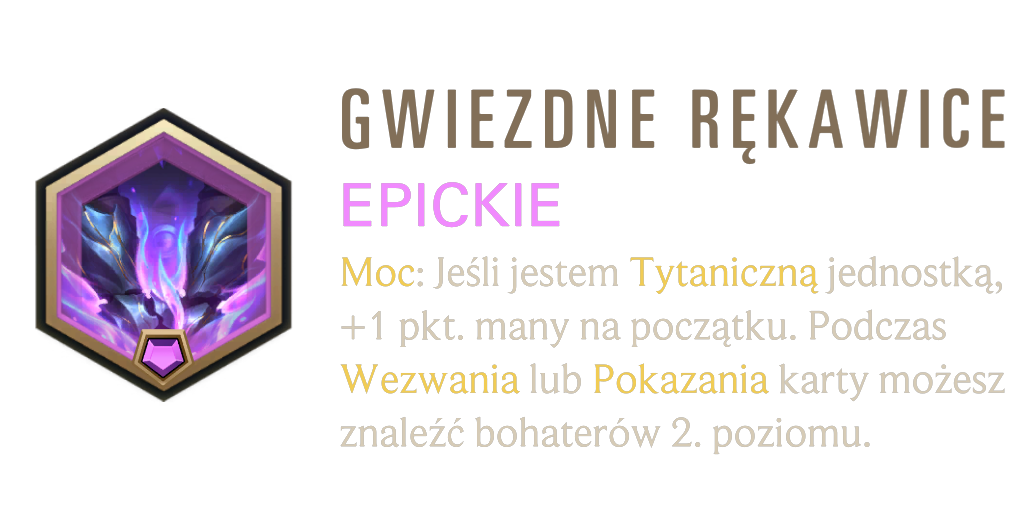 GWIEZDNE RĘKAWICE
EPICKIE
Moc: Jeśli jestem Tytaniczną jednostką,
+1 pkt. many na początku. Podczas
Wezwania lub Pokazania karty możesz
znaleźć bohaterów 2. poziomu.